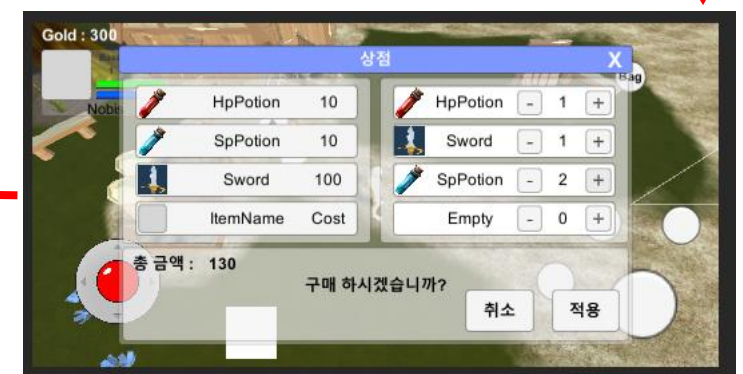 Gold : 300
상점 X
Bag
Nobis
HpPotion 10
SpPotion 10
Sword 100
ItemName Cost
HpPotion - 1 +
Sword - 1 +
SpPotion - 2 +
Empty - 0 +
총 금액 : 130
구매 하시겠습니까?
취소 적용